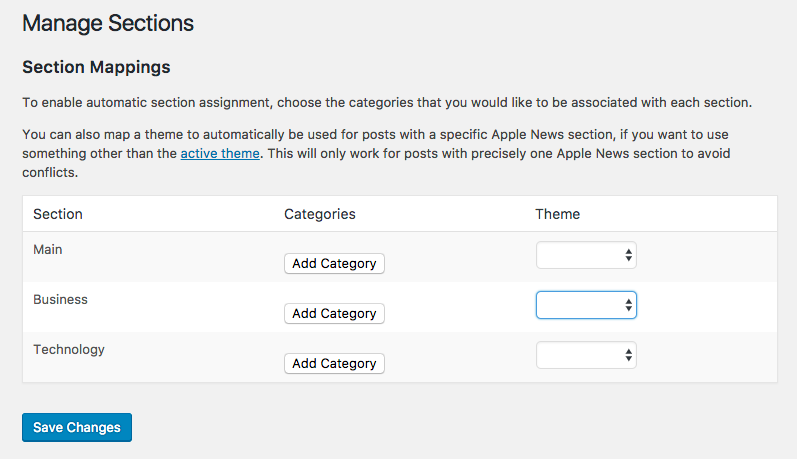 Manage Sections
Section Mappings
To enable automatic section assignment, choose the categories that you would like to be associated with each section.
You can also map a theme to automatically be used for posts with a specific Apple News section, if you want to use
something other than the active theme. This will only work for posts with precisely one Apple News section to avoid
conflicts.
Section Categories Theme
Main
Add Category
Business
Add Category
Technology
Add Category
Save Changes